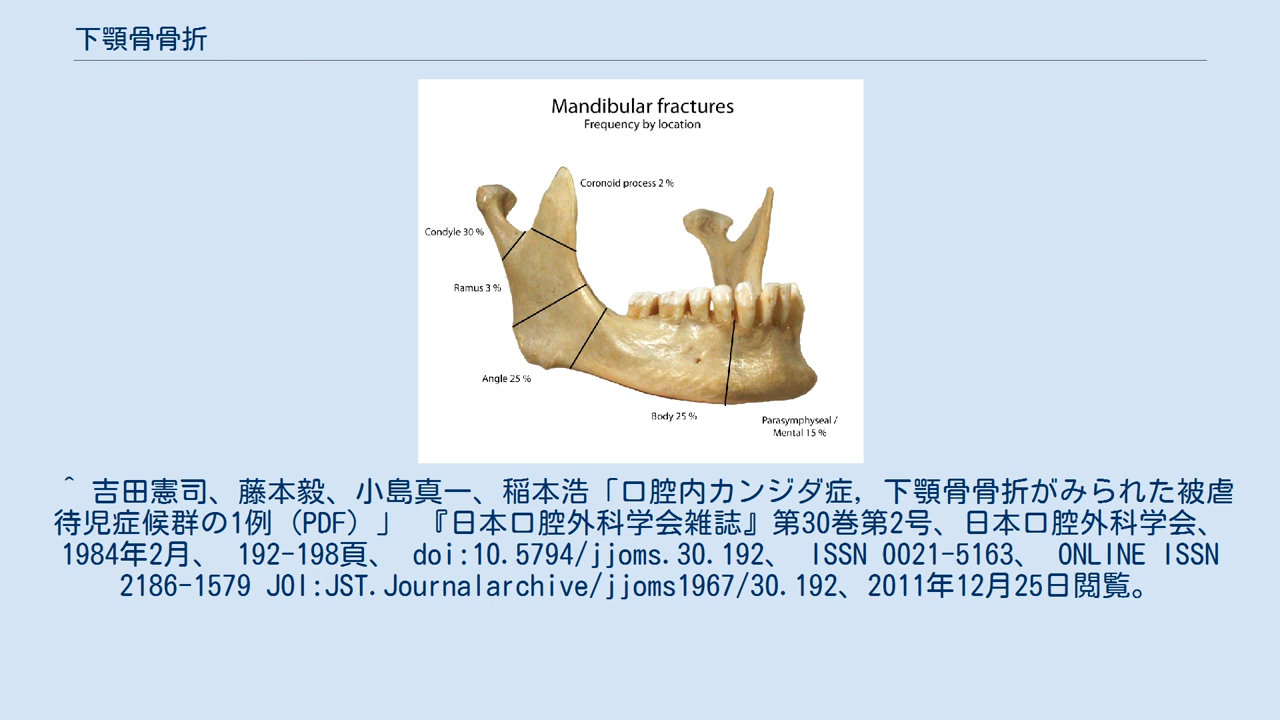 下顎骨骨折
Mandibular fractures
Frequency by location
Coronoid process 2 %
Condyle 30 %
Ramus 3 %
Angle 25 %
Body 25 %
Parasymphyseal /
Mental 15 %
^ 吉田憲司、藤本毅、小島真一、稲本浩「口腔内カンジダ症，下顎骨骨折がみられた被虐
待児症候群の1例（PDF）」 『日本口腔外科学会雑誌』第30巻第2号、日本口腔外科学会、
1984年2月、 192-198頁、 doi:10.5794/jjoms.30.192、 ISSN 0021-5163、 ONLINE ISSN
2186-1579 JOI:JST.Journalarchive/jjoms1967/30.192、2011年12月25日閲覧。